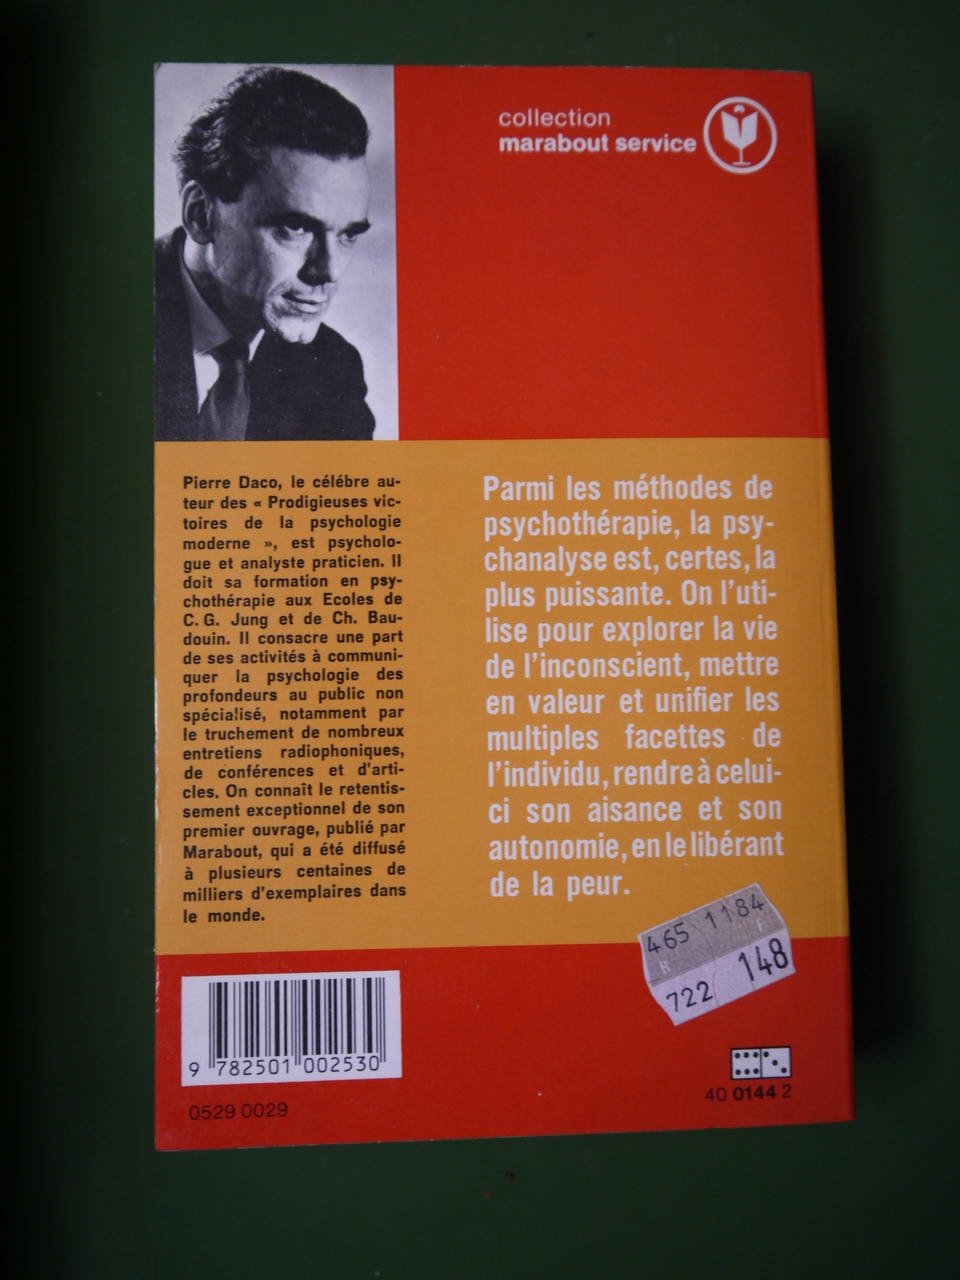 collection
marabout service
Pierre Daco, le célébre au-
teur des « Prodigieuses vic-
toires de la psychologie
moderne », est psycholo-
gue et analyste praticien. Il
doit sa formation en psy-
chothérapie aux Ecoles de
C. G. Jung et de Ch. Bau-
douin. Il consacre une part
de ses activités à communi-
quer la psychologie des
profondeurs au public non
spécialisé, notamment par
le truchement de nombreux
entretiens radiophoniques,
de conférences et d'arti-
cles. On connaît le retentis-
sement exceptionnel de son
premier ouvrage, publié par
Marabout, qui a été diffusé
à plusieurs centaines de
milliers d'exemplaires dans
le monde.
Parmi les méthodes de
psychothérapie, la psy-
chanalyse est, certes, la
plus puissante. On l'uti-
lise pour explorer la vie
de l'inconscient, mettre
en valeur et unifier les
multiples facettes de
l'individu, rendre à celui-
ci son aisance et son
autonomie, en le libérant
de la peur.
465 1184
R F
722 148
9 782501 002530
0529 0029
40 0144 2